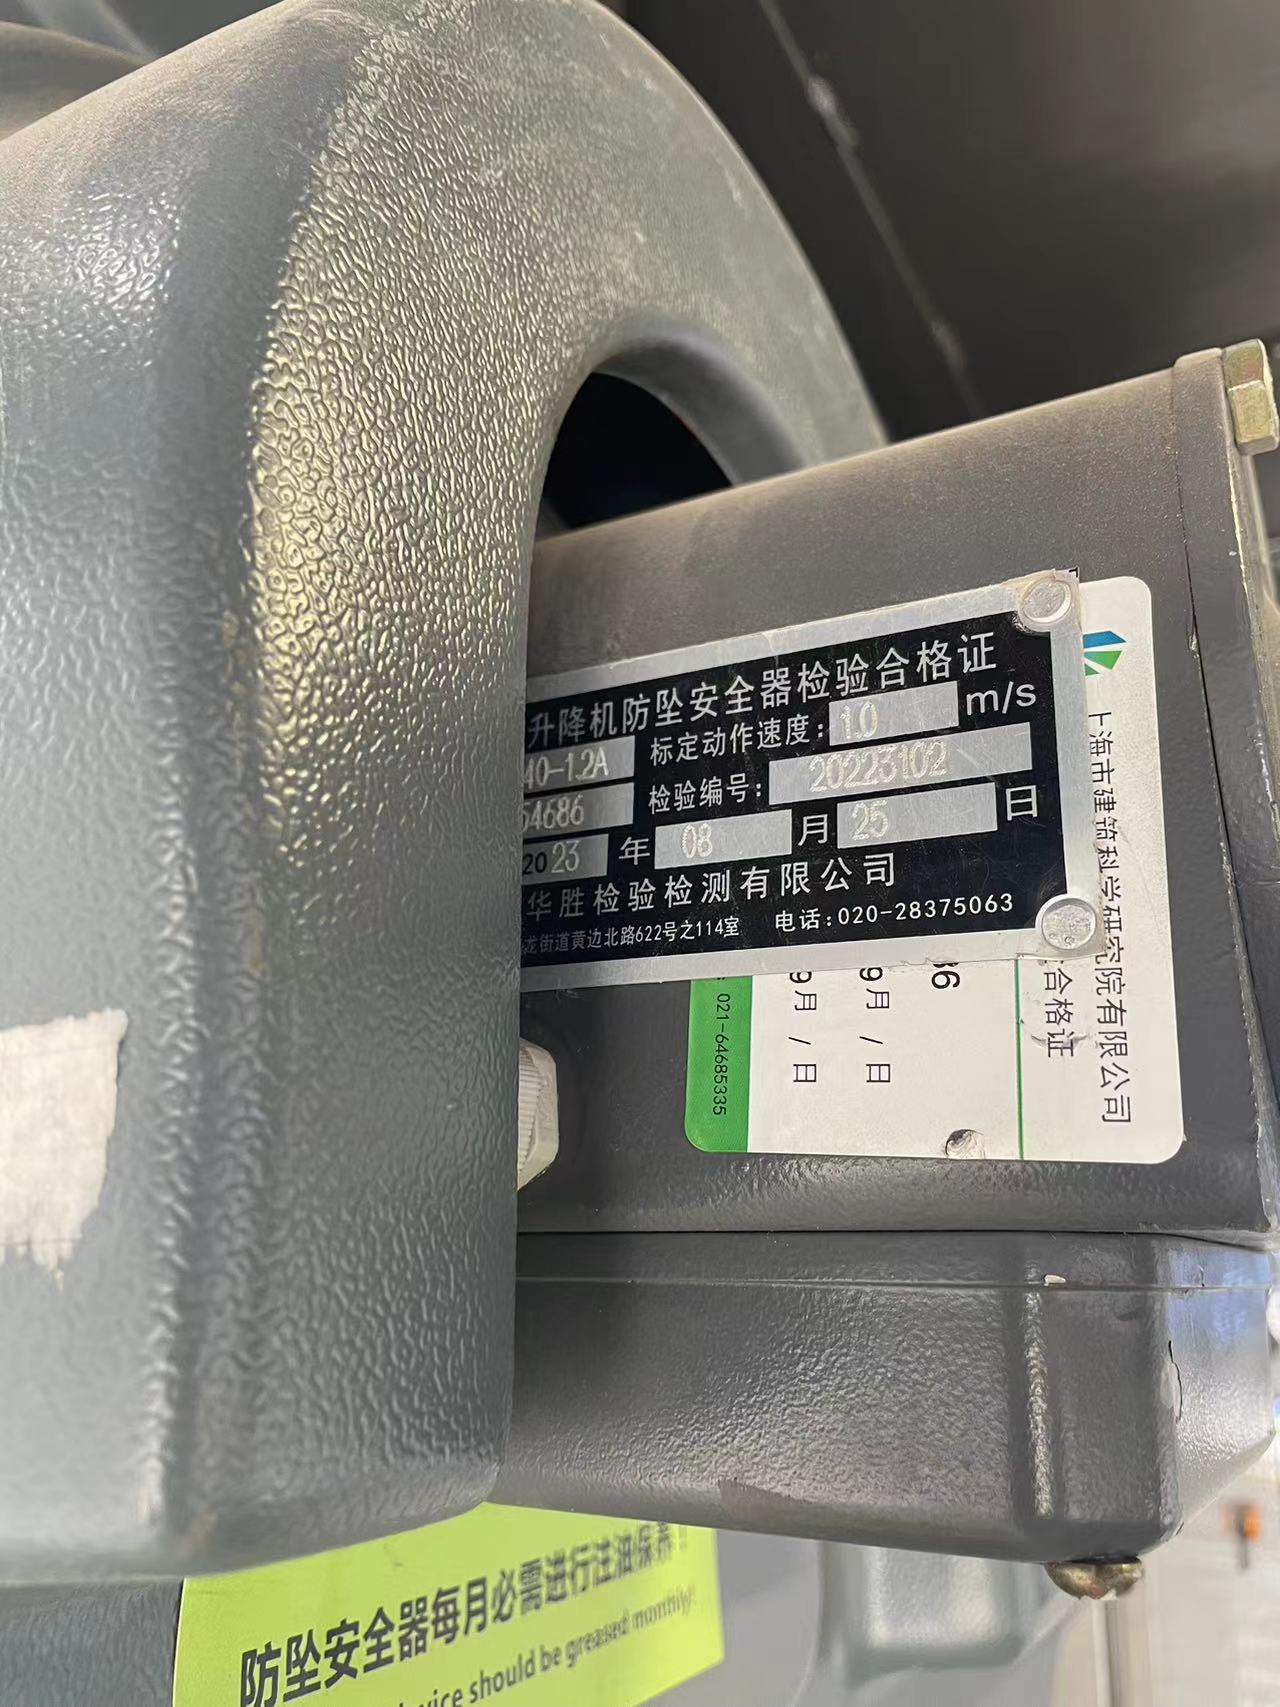 升降机防坠安全器检验合格证
40-1.2A 标定动作速度: 1.0 m/s
54686 检验编号: 20223102
2023 年 08 月 25 日
华胜检验检测有限公司
龙街道黄边北路622号之114室 电话:020-28375063
上海市建筑科学研究院有限公司
合格证
86
9月 / 日
9月 / 日
: 021-64685335
防坠安全器每月必需进行注油保养!!
device should be greased monthly!